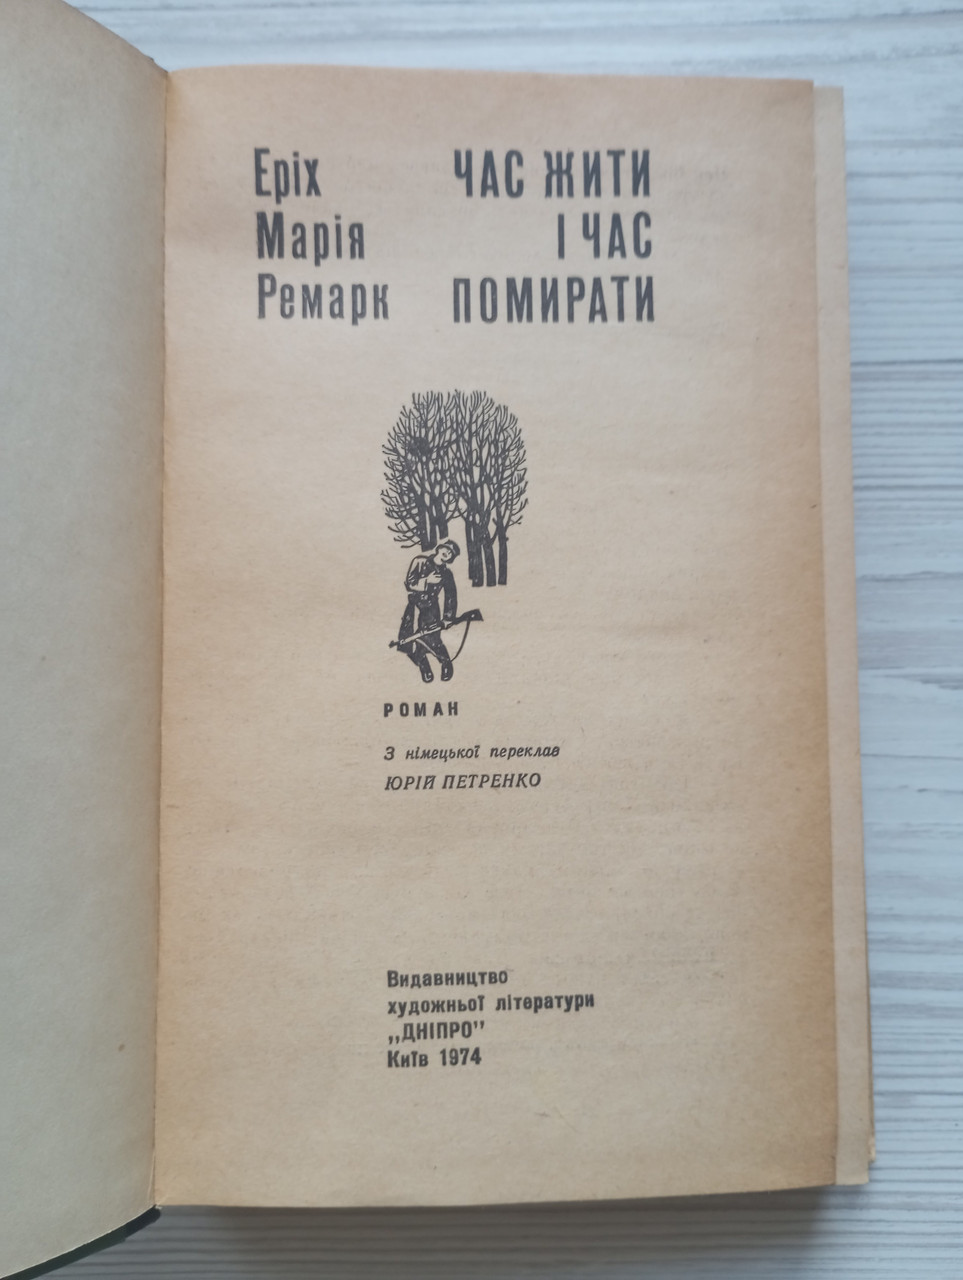 Еріх
Марія
Ремарк
ЧАС ЖИТИ
І ЧАС
ПОМИРАТИ
РОМАН
З німецької переклав
ЮРІЙ ПЕТРЕНКО
Видавництво
художньої літератури
„ДНІПРО”
Київ 1974